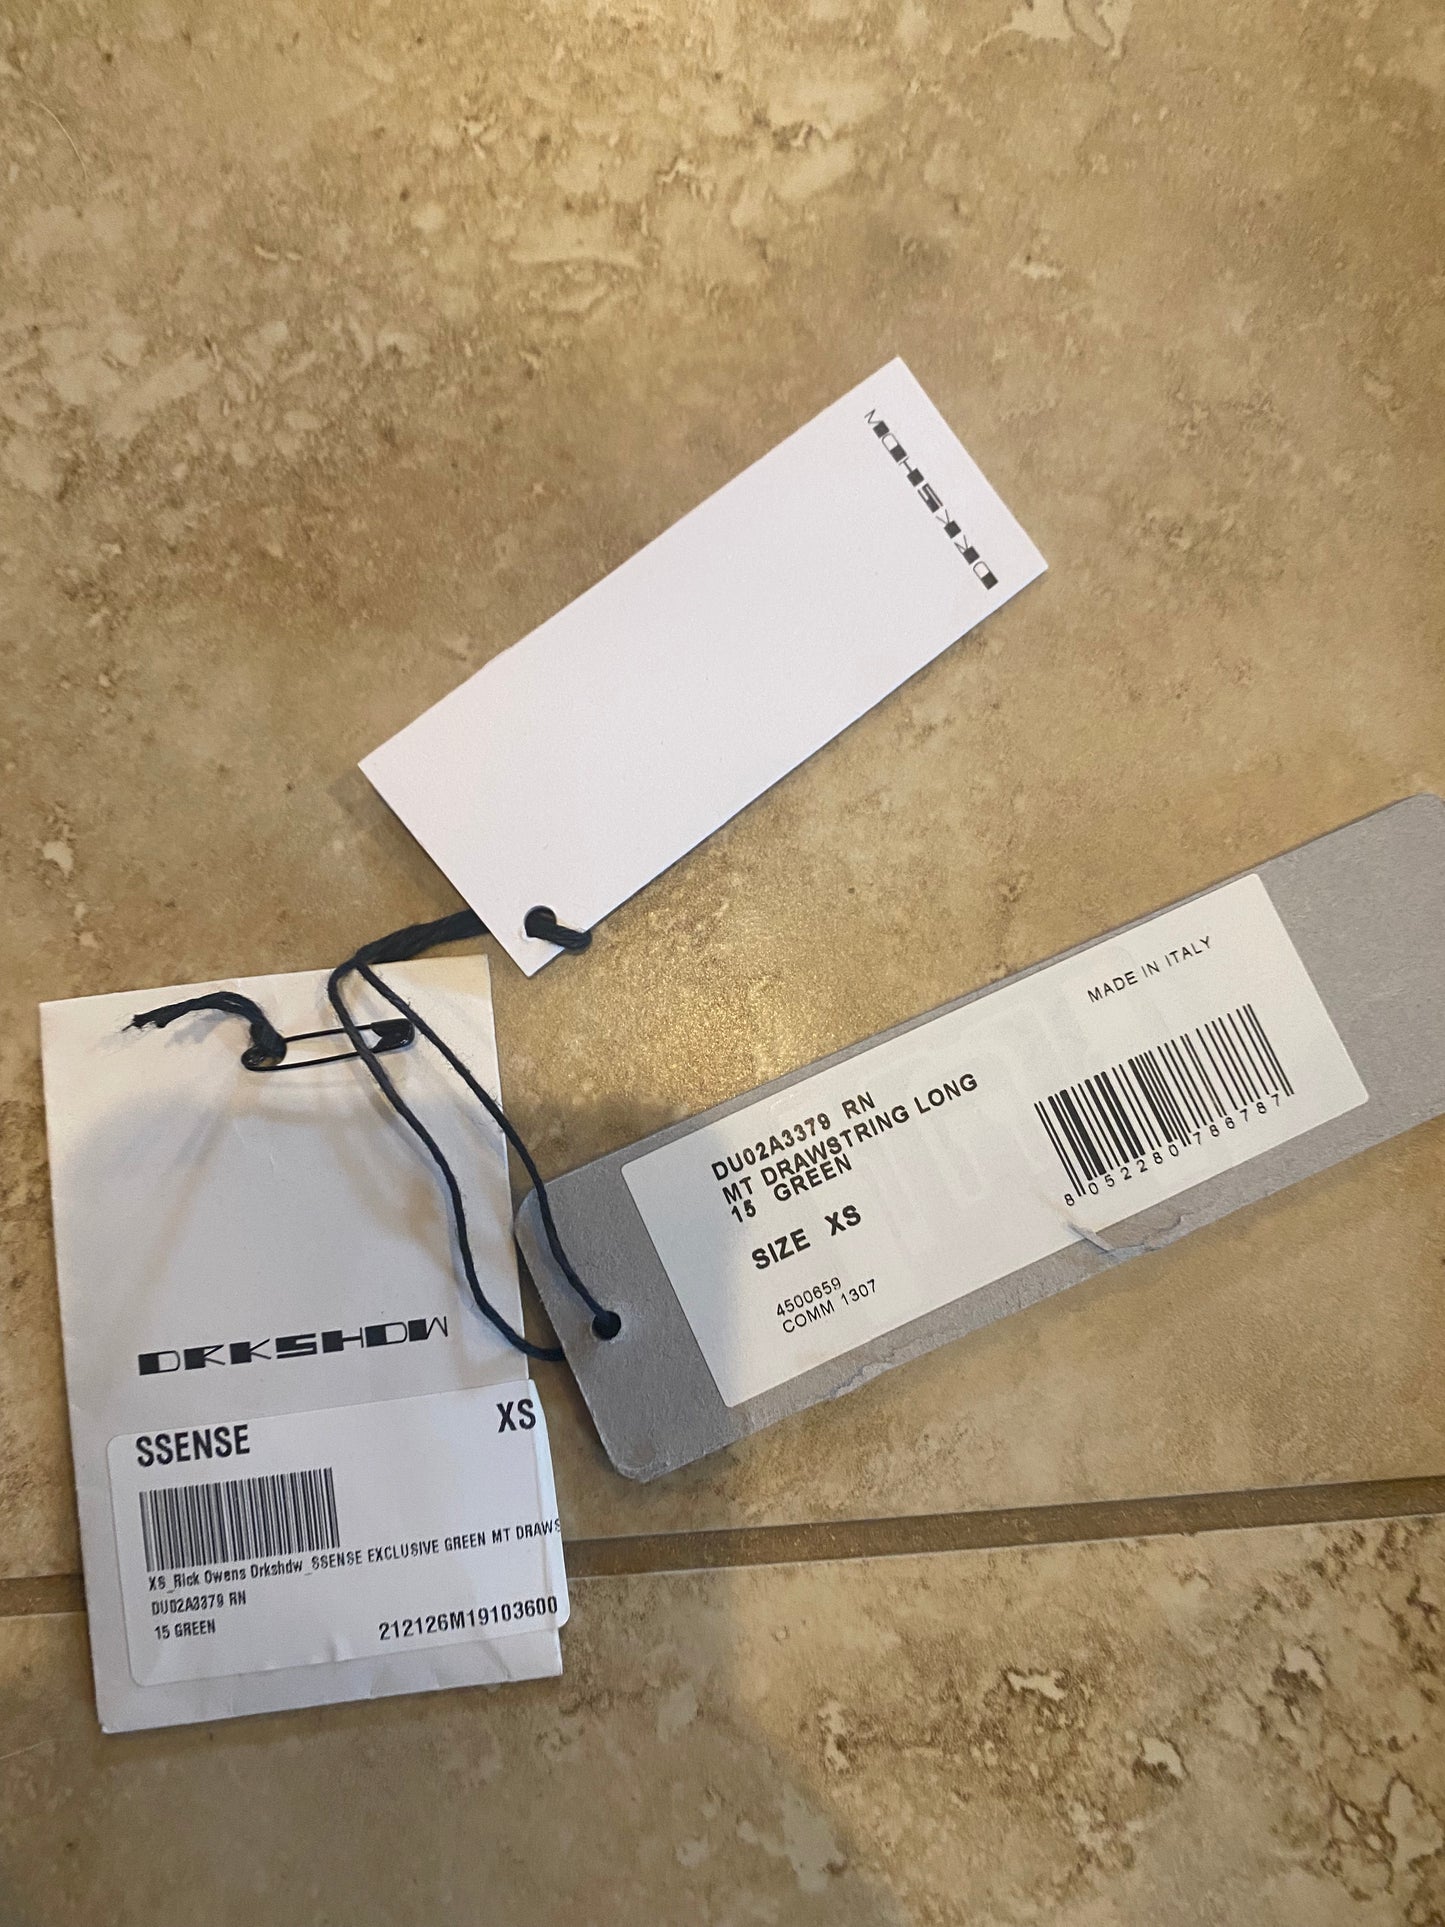 DRKSHDW
MADE IN ITALY
DU02A3379 RN
MT DRAWSTRING LONG
15 GREEN
SIZE XS
4500659
COMM 1307
8052280786787
DRKSHDW
SSENSE
XS
XS_Rick Owens Drkshdw_SSENSE EXCLUSIVE GREEN MT DRAWS
DU02A3379 RN
15 GREEN
212126M19103600